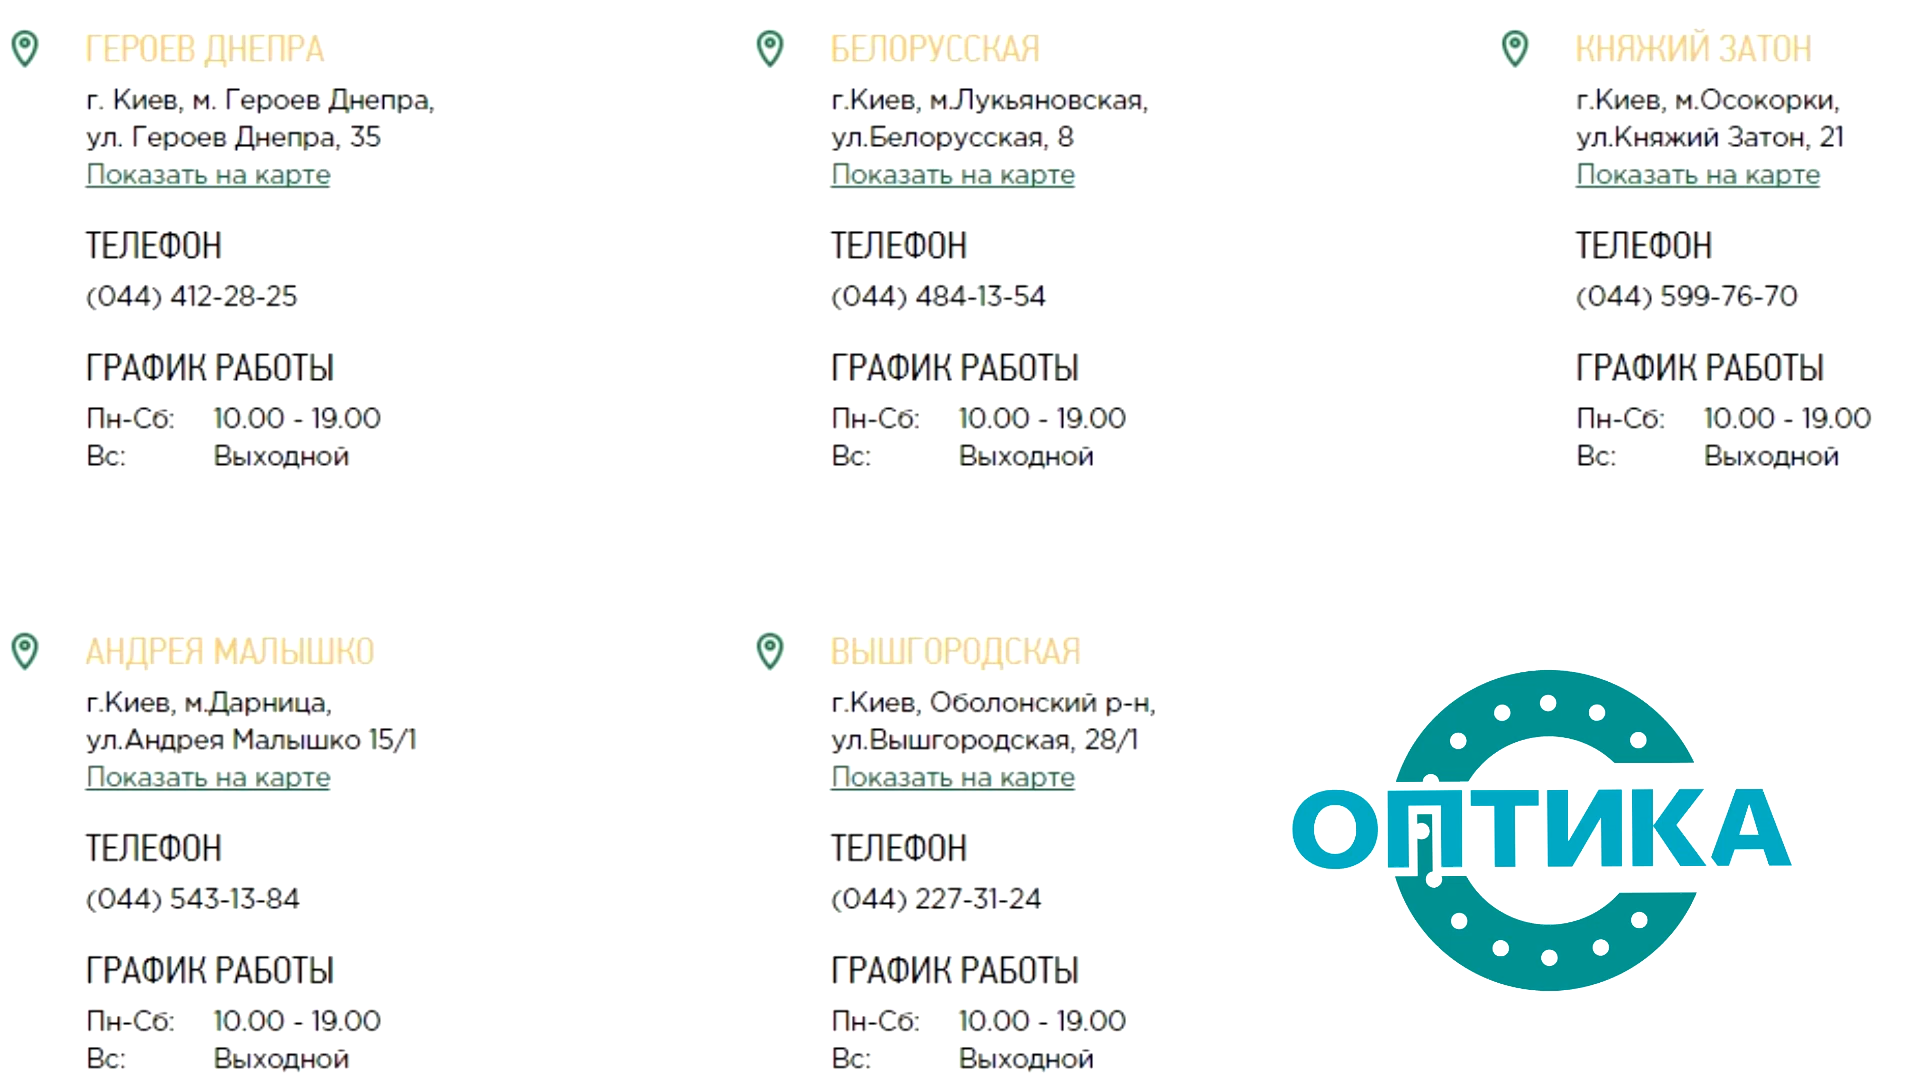 ГЕРОЕВ ДНЕПРА
г. Киев, м. Героев Днепра,
ул. Героев Днепра, 35
Показать на карте
ТЕЛЕФОН
(044) 412-28-25
ГРАФИК РАБОТЫ
Пн-Сб: 10.00 - 19.00
Вс: Выходной
БЕЛОРУССКАЯ
г.Киев, м.Лукьяновская,
ул.Белорусская, 8
Показать на карте
ТЕЛЕФОН
(044) 484-13-54
ГРАФИК РАБОТЫ
Пн-Сб: 10.00 - 19.00
Вс: Выходной
КНЯЖИЙ ЗАТОН
г.Киев, м.Осокорки,
ул.Княжий Затон, 21
Показать на карте
ТЕЛЕФОН
(044) 599-76-70
ГРАФИК РАБОТЫ
Пн-Сб: 10.00 - 19.00
Вс: Выходной
АНДРЕЯ МАЛЫШКО
г.Киев, м.Дарница,
ул.Андрея Малышко 15/1
Показать на карте
ТЕЛЕФОН
(044) 543-13-84
ГРАФИК РАБОТЫ
Пн-Сб: 10.00 - 19.00
Вс: Выходной
ВЫШГОРОДСКАЯ
г.Киев, Оболонский р-н,
ул.Вышгородская, 28/1
Показать на карте
ТЕЛЕФОН
(044) 227-31-24
ГРАФИК РАБОТЫ
Пн-Сб: 10.00 - 19.00
Вс: Выходной
ОПТИКА